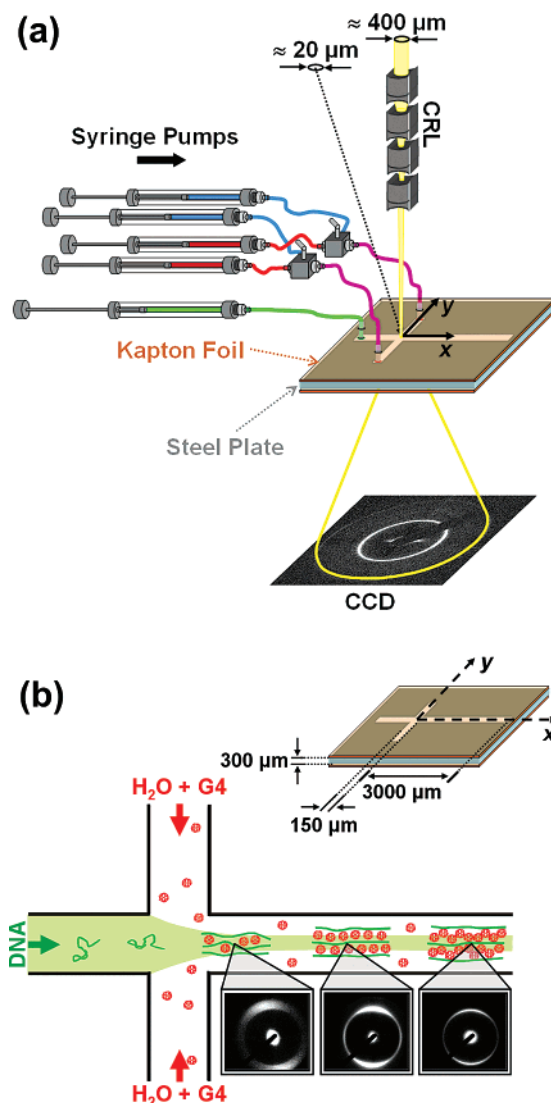 (a)
≈ 400 µm
≈ 20 µm
CRL
Syringe Pumps
y
x
Kapton Foil
Steel Plate
CCD
(b)
y
x
300 µm
3000 µm
150 µm
H₂O + G4
DNA
H₂O + G4